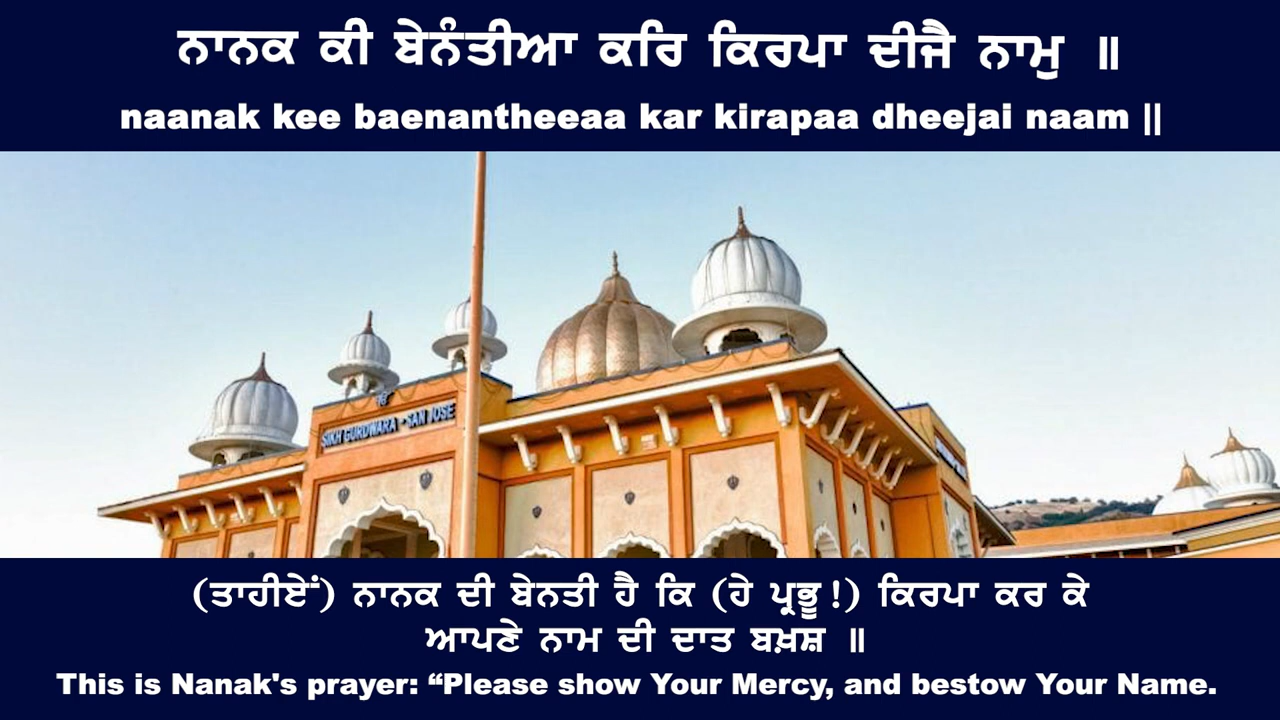 ਨਾਨਕ ਕੀ ਬੇਨੰਤੀਆ ਕਰਿ ਕਿਰਪਾ ਦੀਜੈ ਨਾਮੁ ॥
naanak kee baenantheeaa kar kirapaa dheejai naam ||
ੴ
SIKH GURDWARA - SAN JOSE
(ਤਾਹੀਏਂ) ਨਾਨਕ ਦੀ ਬੇਨਤੀ ਹੈ ਕਿ (ਹੇ ਪ੍ਰਭੂ!) ਕਿਰਪਾ ਕਰ ਕੇ
ਆਪਣੇ ਨਾਮ ਦੀ ਦਾਤ ਬਖ਼ਸ਼ ॥
This is Nanak's prayer: “Please show Your Mercy, and bestow Your Name.